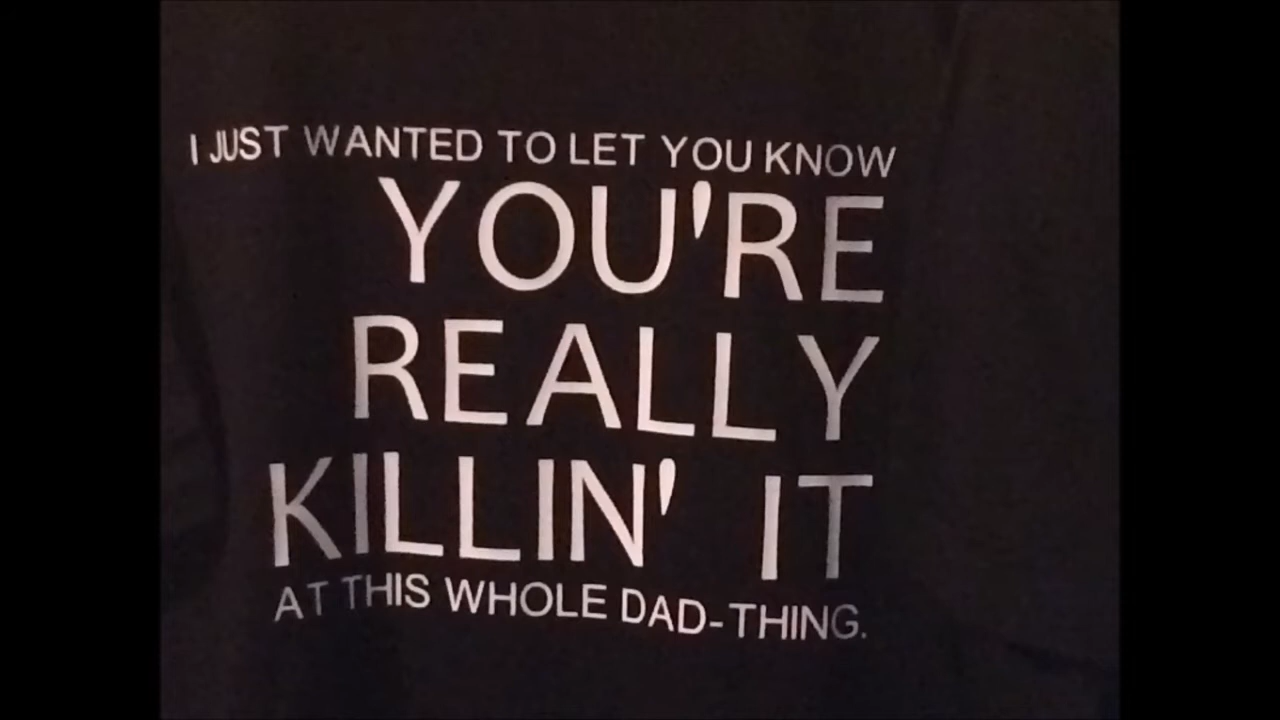 I JUST WANTED TO LET YOU KNOW
YOU'RE
REALLY
KILLIN' IT
AT THIS WHOLE DAD-THING.